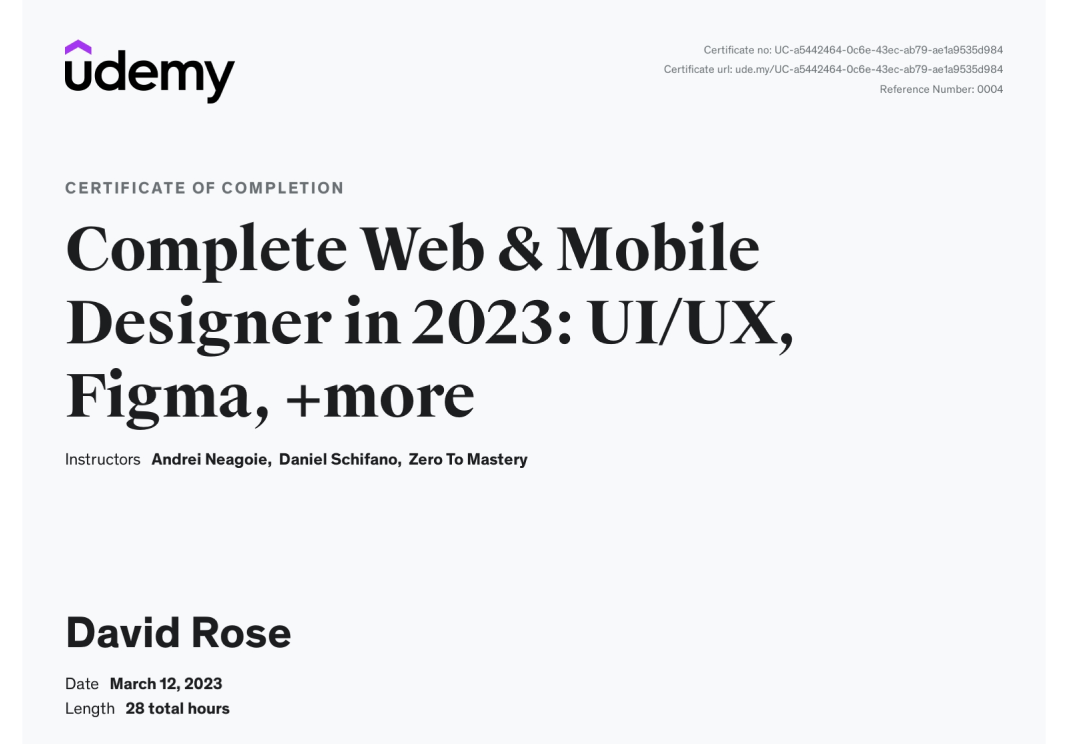 udemy
Certificate no: UC-a5442464-0c6e-43ec-ab79-ae1a9535d984
Certificate url: ude.my/UC-a5442464-0c6e-43ec-ab79-ae1a9535d984
Reference Number: 0004
CERTIFICATE OF COMPLETION
Complete Web & Mobile
Designer in 2023: UI/UX,
Figma, +more
Instructors Andrei Neagoie, Daniel Schifano, Zero To Mastery
David Rose
Date March 12, 2023
Length 28 total hours